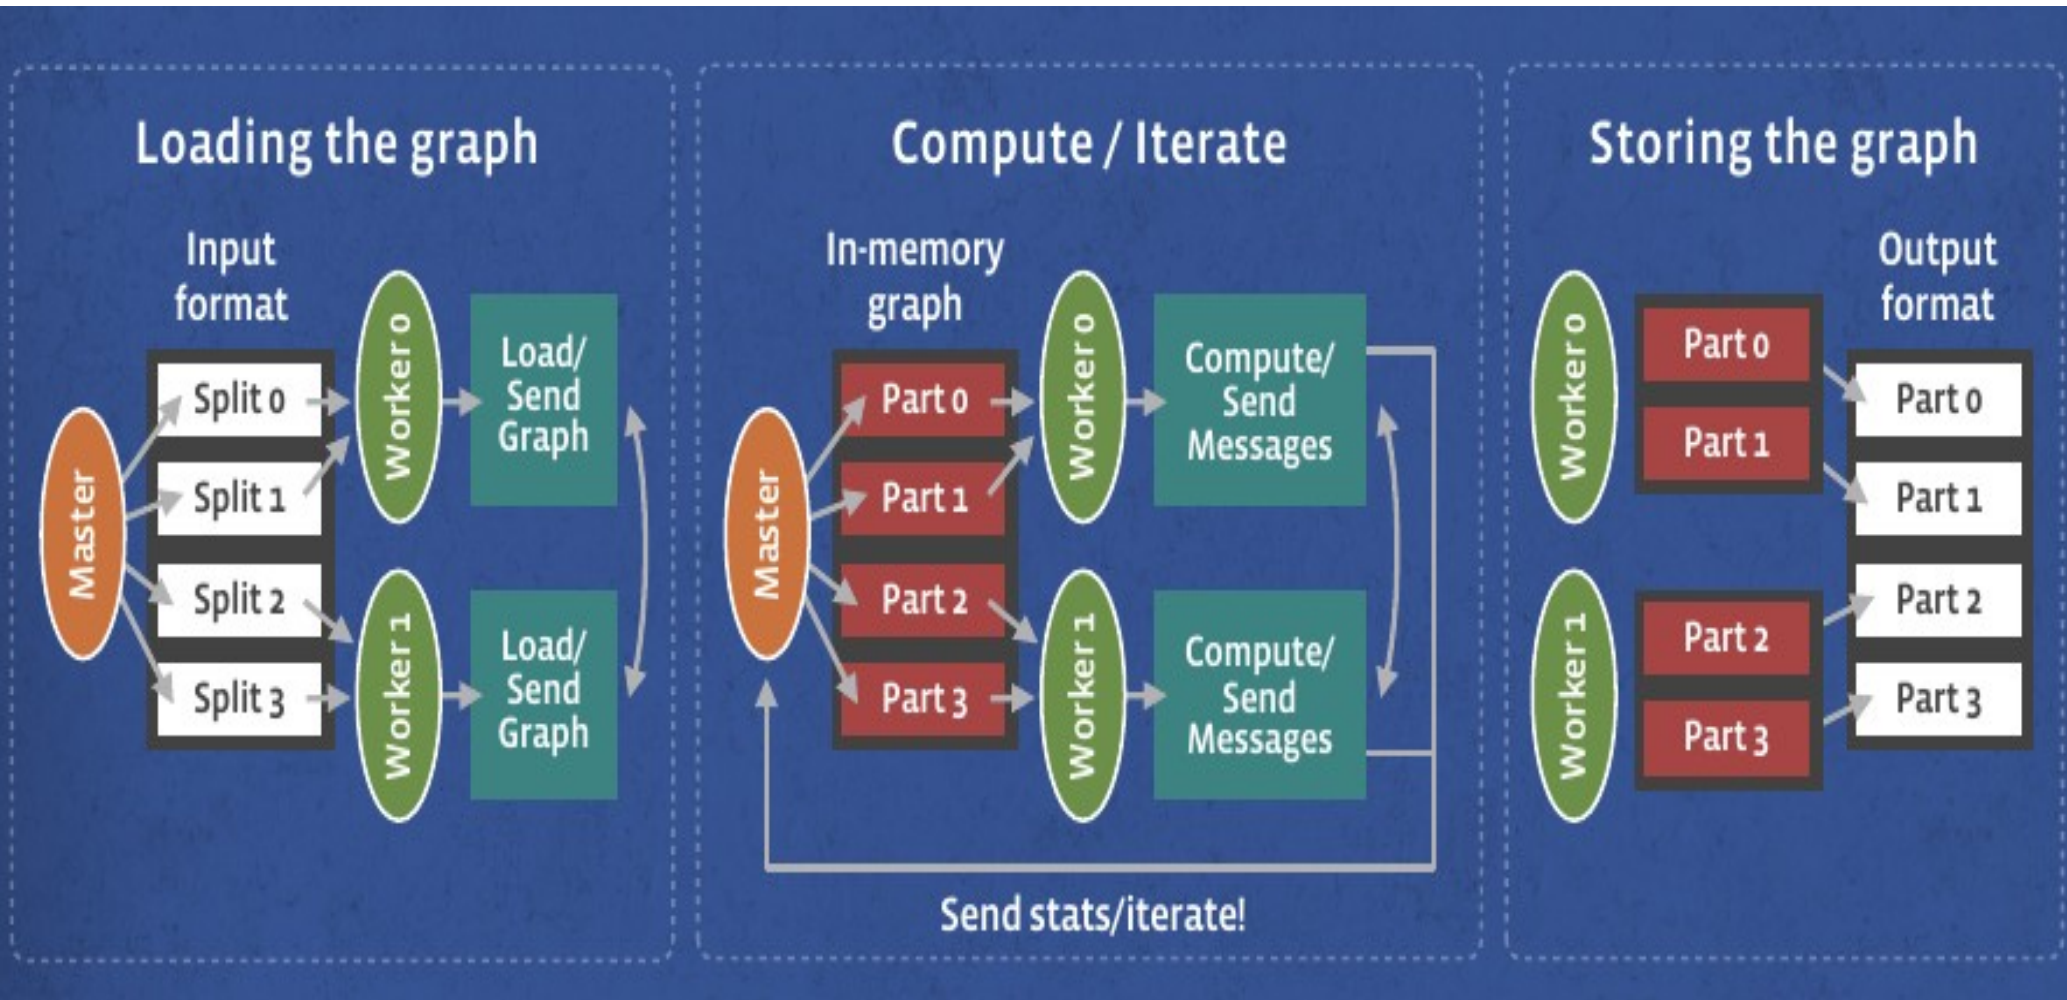 Loading the graph
Input
format
Master
Split 0
Split 1
Split 2
Split 3
Worker 0
Worker 1
Load/
Send
Graph
Load/
Send
Graph
Compute / Iterate
In-memory
graph
Master
Part 0
Part 1
Part 2
Part 3
Worker 0
Worker 1
Compute/
Send
Messages
Compute/
Send
Messages
Send stats/iterate!
Storing the graph
Worker 0
Worker 1
Part 0
Part 1
Part 2
Part 3
Output
format
Part 0
Part 1
Part 2
Part 3